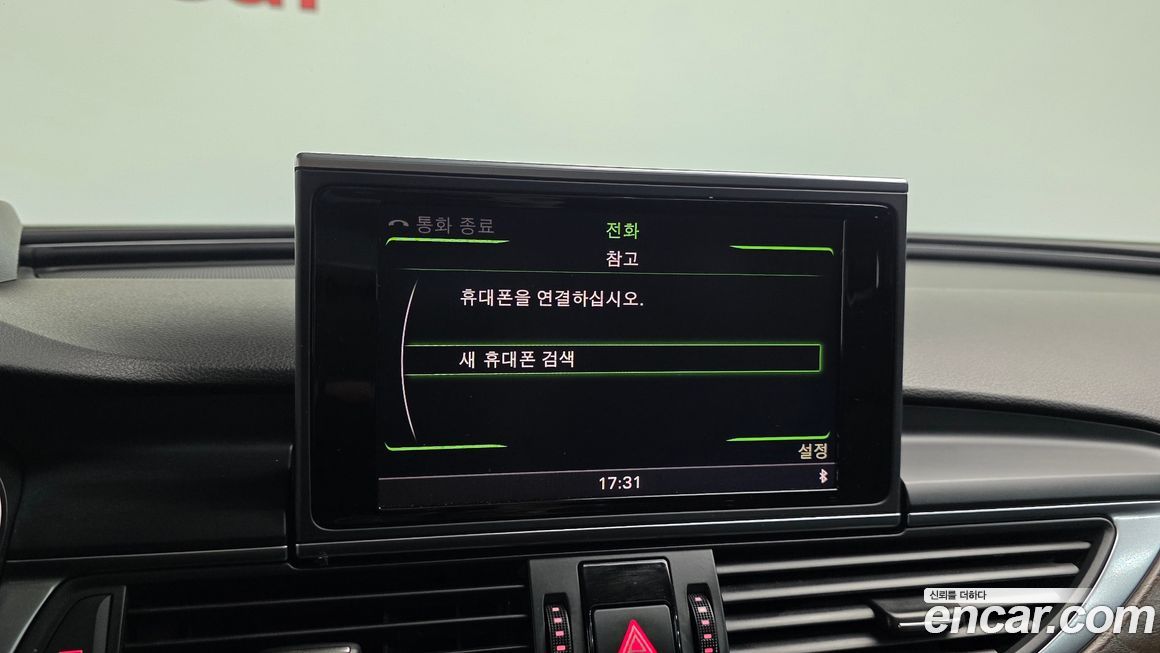 통화 종료
전화
참고
휴대폰을 연결하십시오.
새 휴대폰 검색
설정
17:31
신뢰를 더하다
encar.com